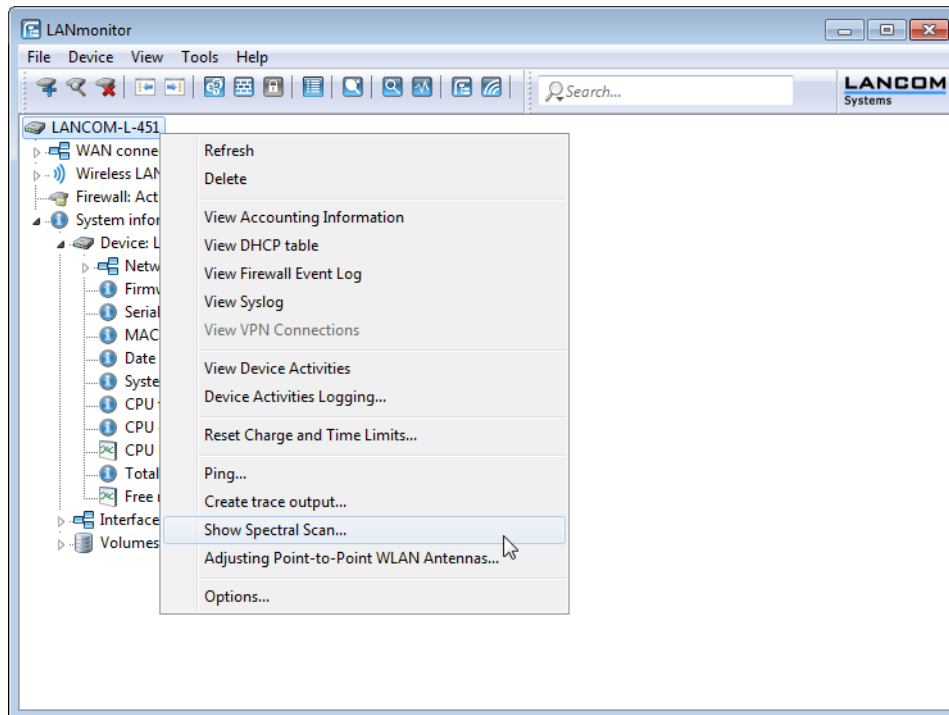 LANmonitor
File Device View Tools Help
Search...
LANCOM
Systems
LANCOM-L-451
WAN conne
Wireless LAN
Firewall: Act
System infor
Device: L
Netw
Firmw
Serial
MAC
Date
Syste
CPU
CPU
CPU
Total
Free
Interface
Volumes
Refresh
Delete
View Accounting Information
View DHCP table
View Firewall Event Log
View Syslog
View VPN Connections
View Device Activities
Device Activities Logging...
Reset Charge and Time Limits...
Ping...
Create trace output...
Show Spectral Scan...
Adjusting Point-to-Point WLAN Antennas...
Options...